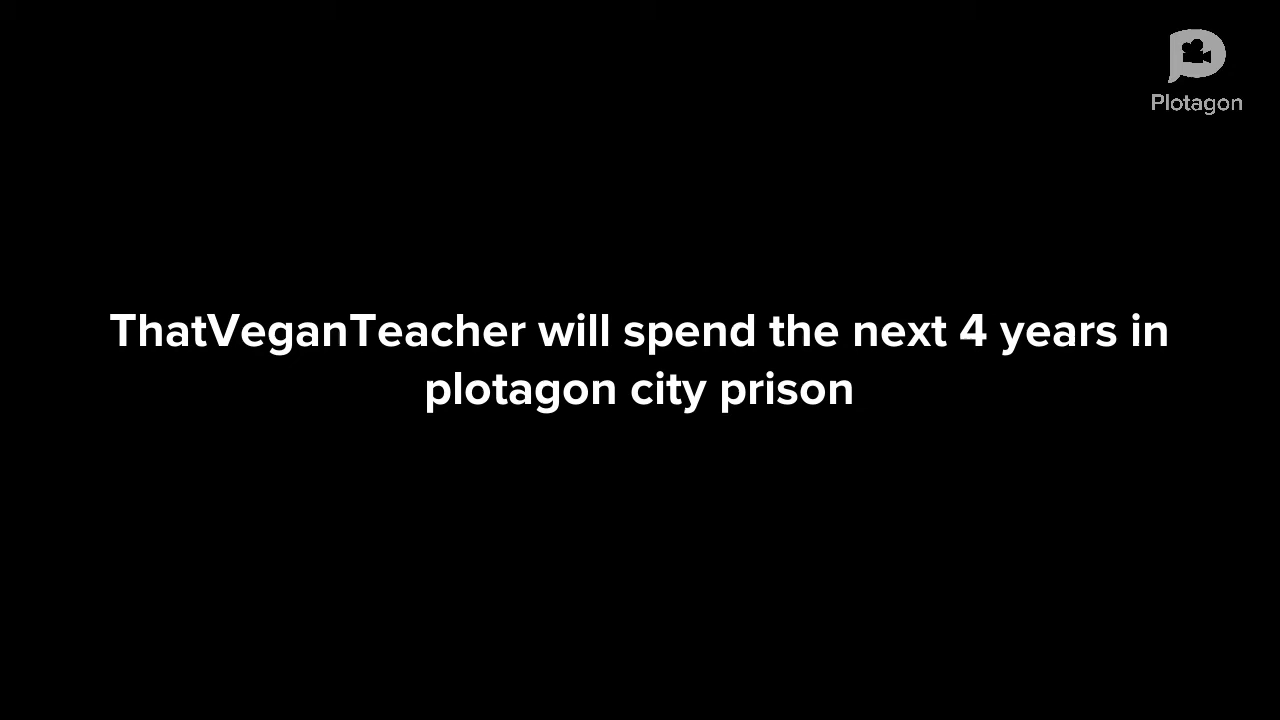 Plotagon
ThatVeganTeacher will spend the next 4 years in
plotagon city prison